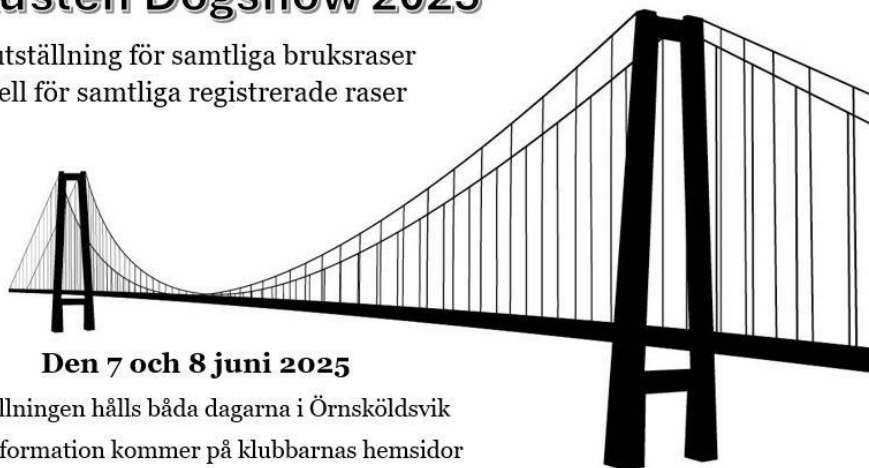 usten Dogshow 2025
utställning för samtliga bruksraser
ell för samtliga registrerade raser
Den 7 och 8 juni 2025
llningen hålls båda dagarna i Örnsköldsvik
formation kommer på klubbarnas hemsidor